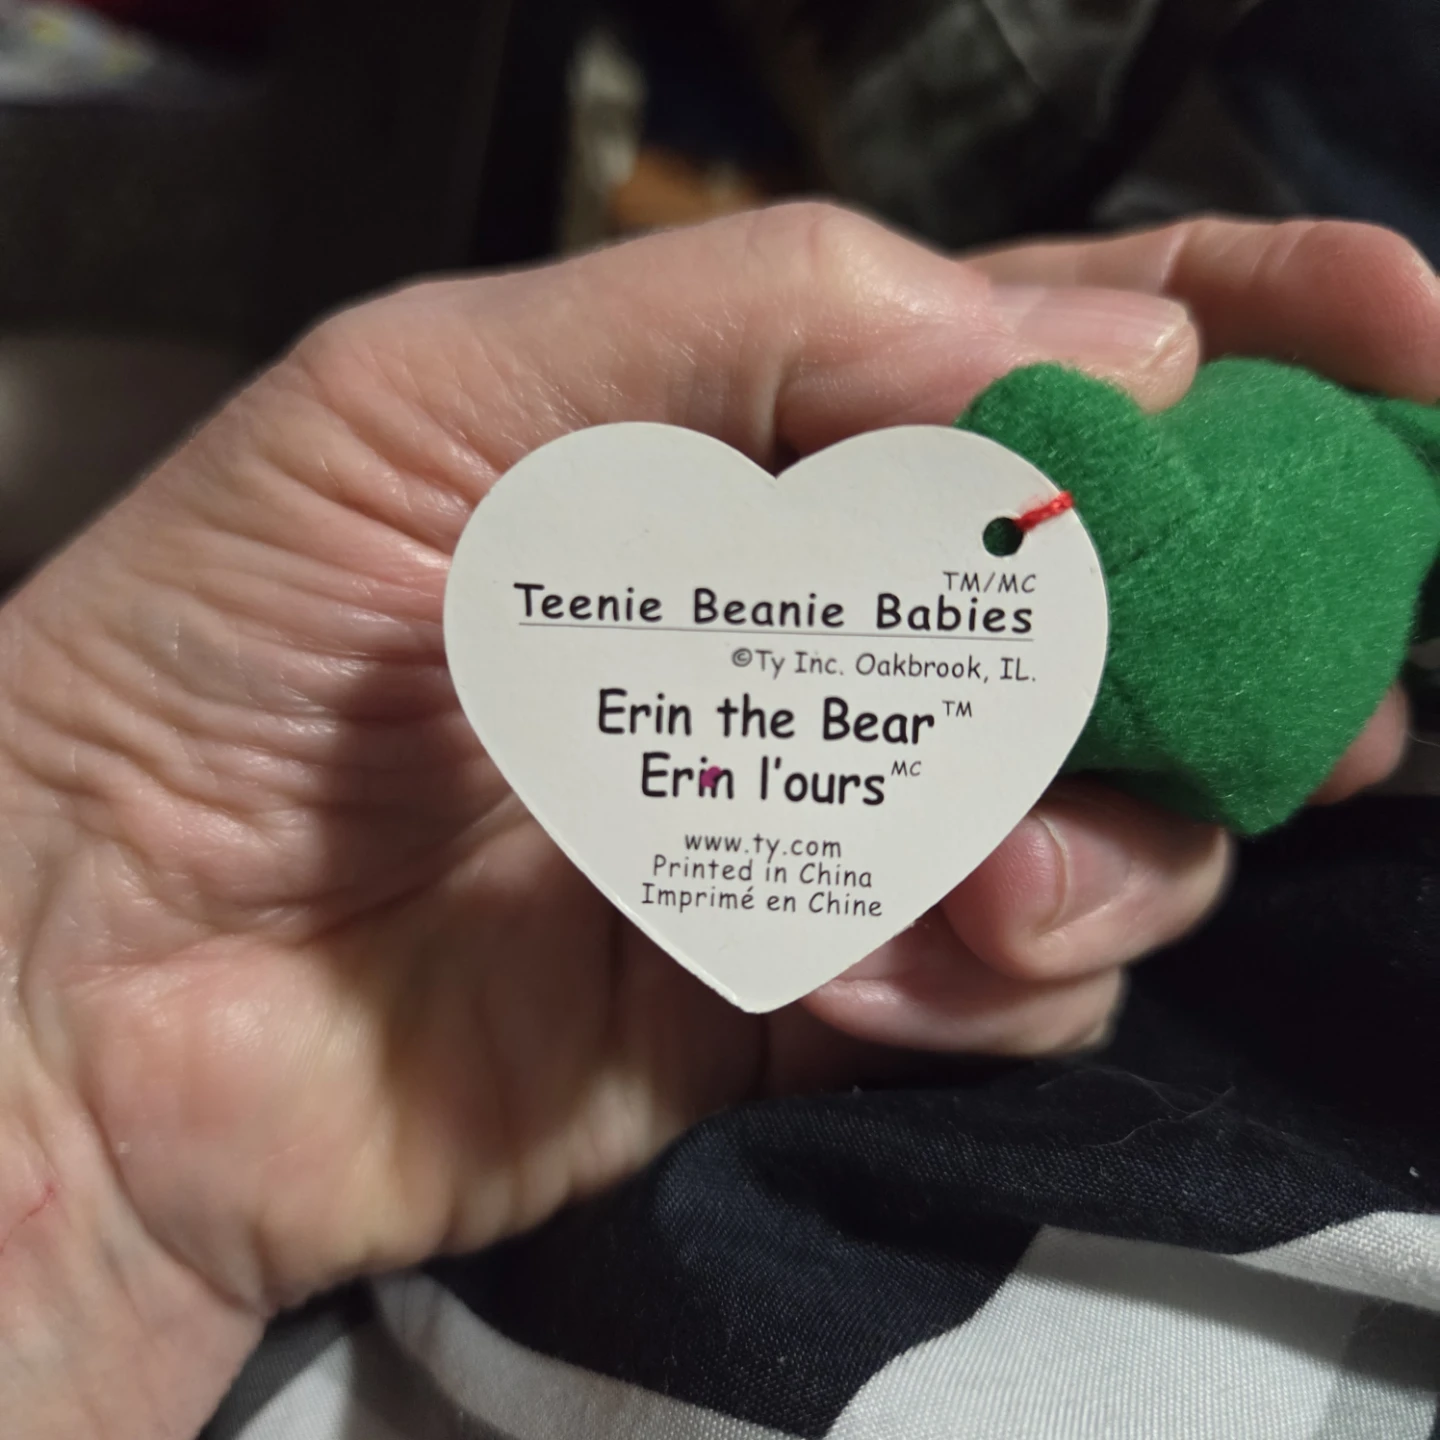 TM/MC
Teenie Beanie Babies
©Ty Inc. Oakbrook, IL.
Erin the Bear™
Erin l'ours MC
www.ty.com
Printed in China
Imprimé en Chine